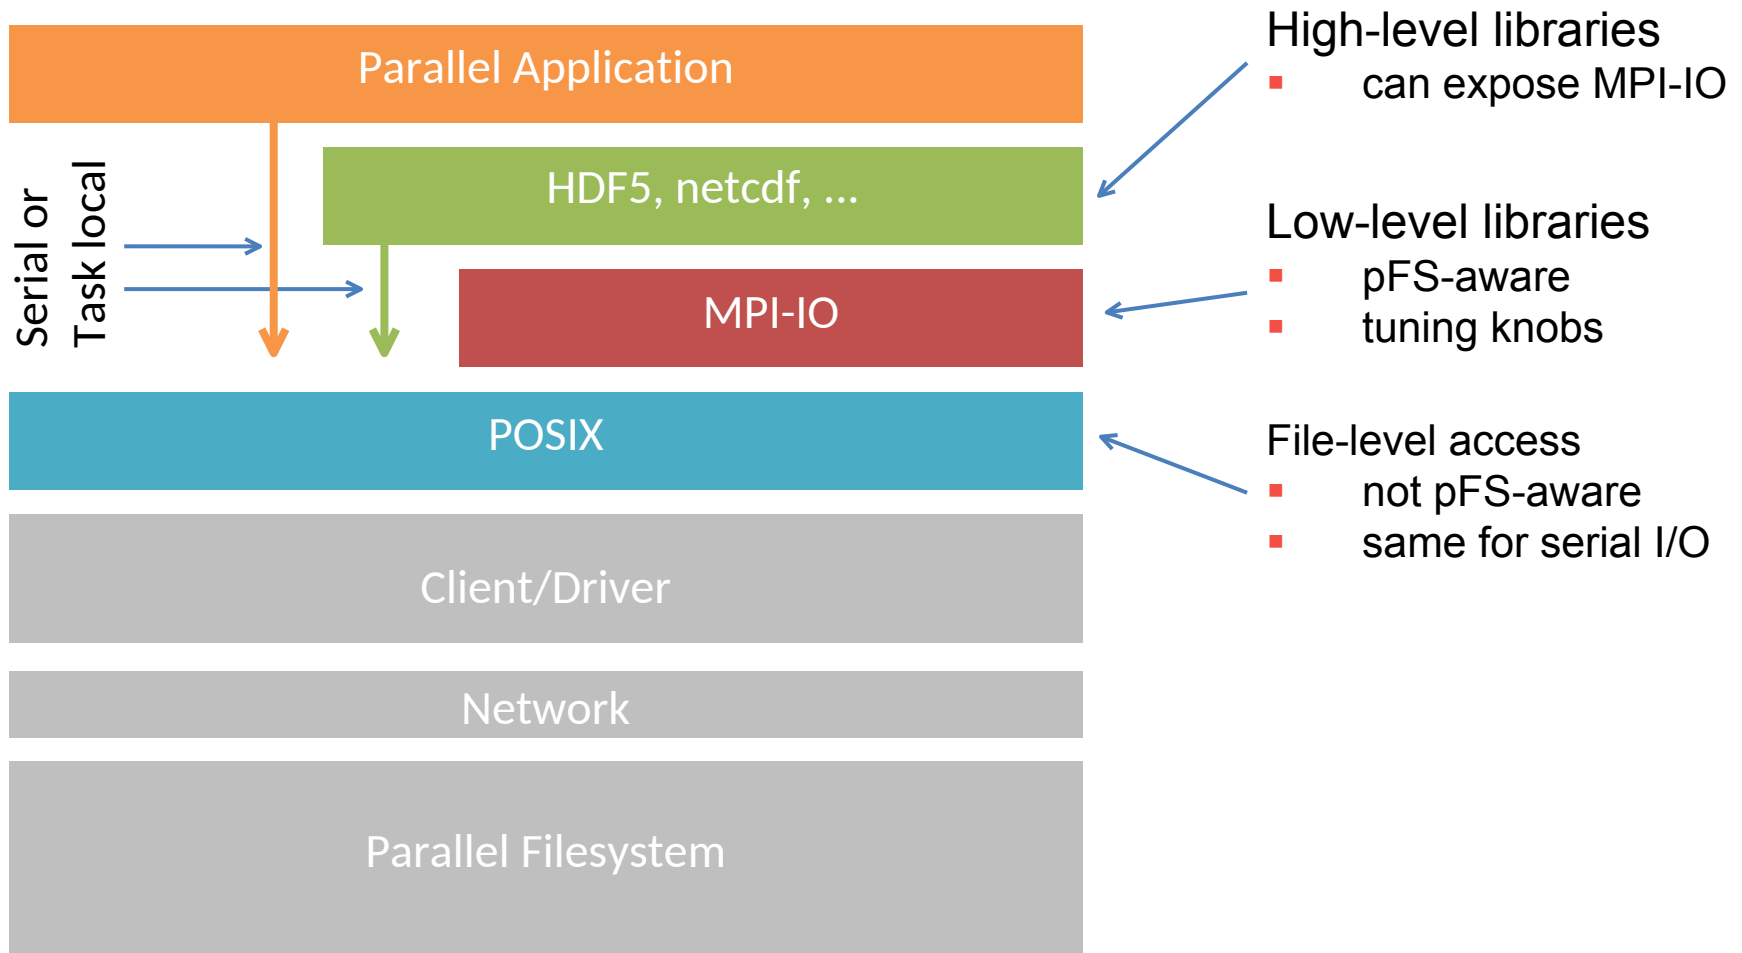 Parallel Application
Serial or
Task local
HDF5, netcdf, ...
MPI-IO
POSIX
Client/Driver
Network
Parallel Filesystem
High-level libraries
▪ can expose MPI-IO
Low-level libraries
▪ pFS-aware
▪ tuning knobs
File-level access
▪ not pFS-aware
▪ same for serial I/O